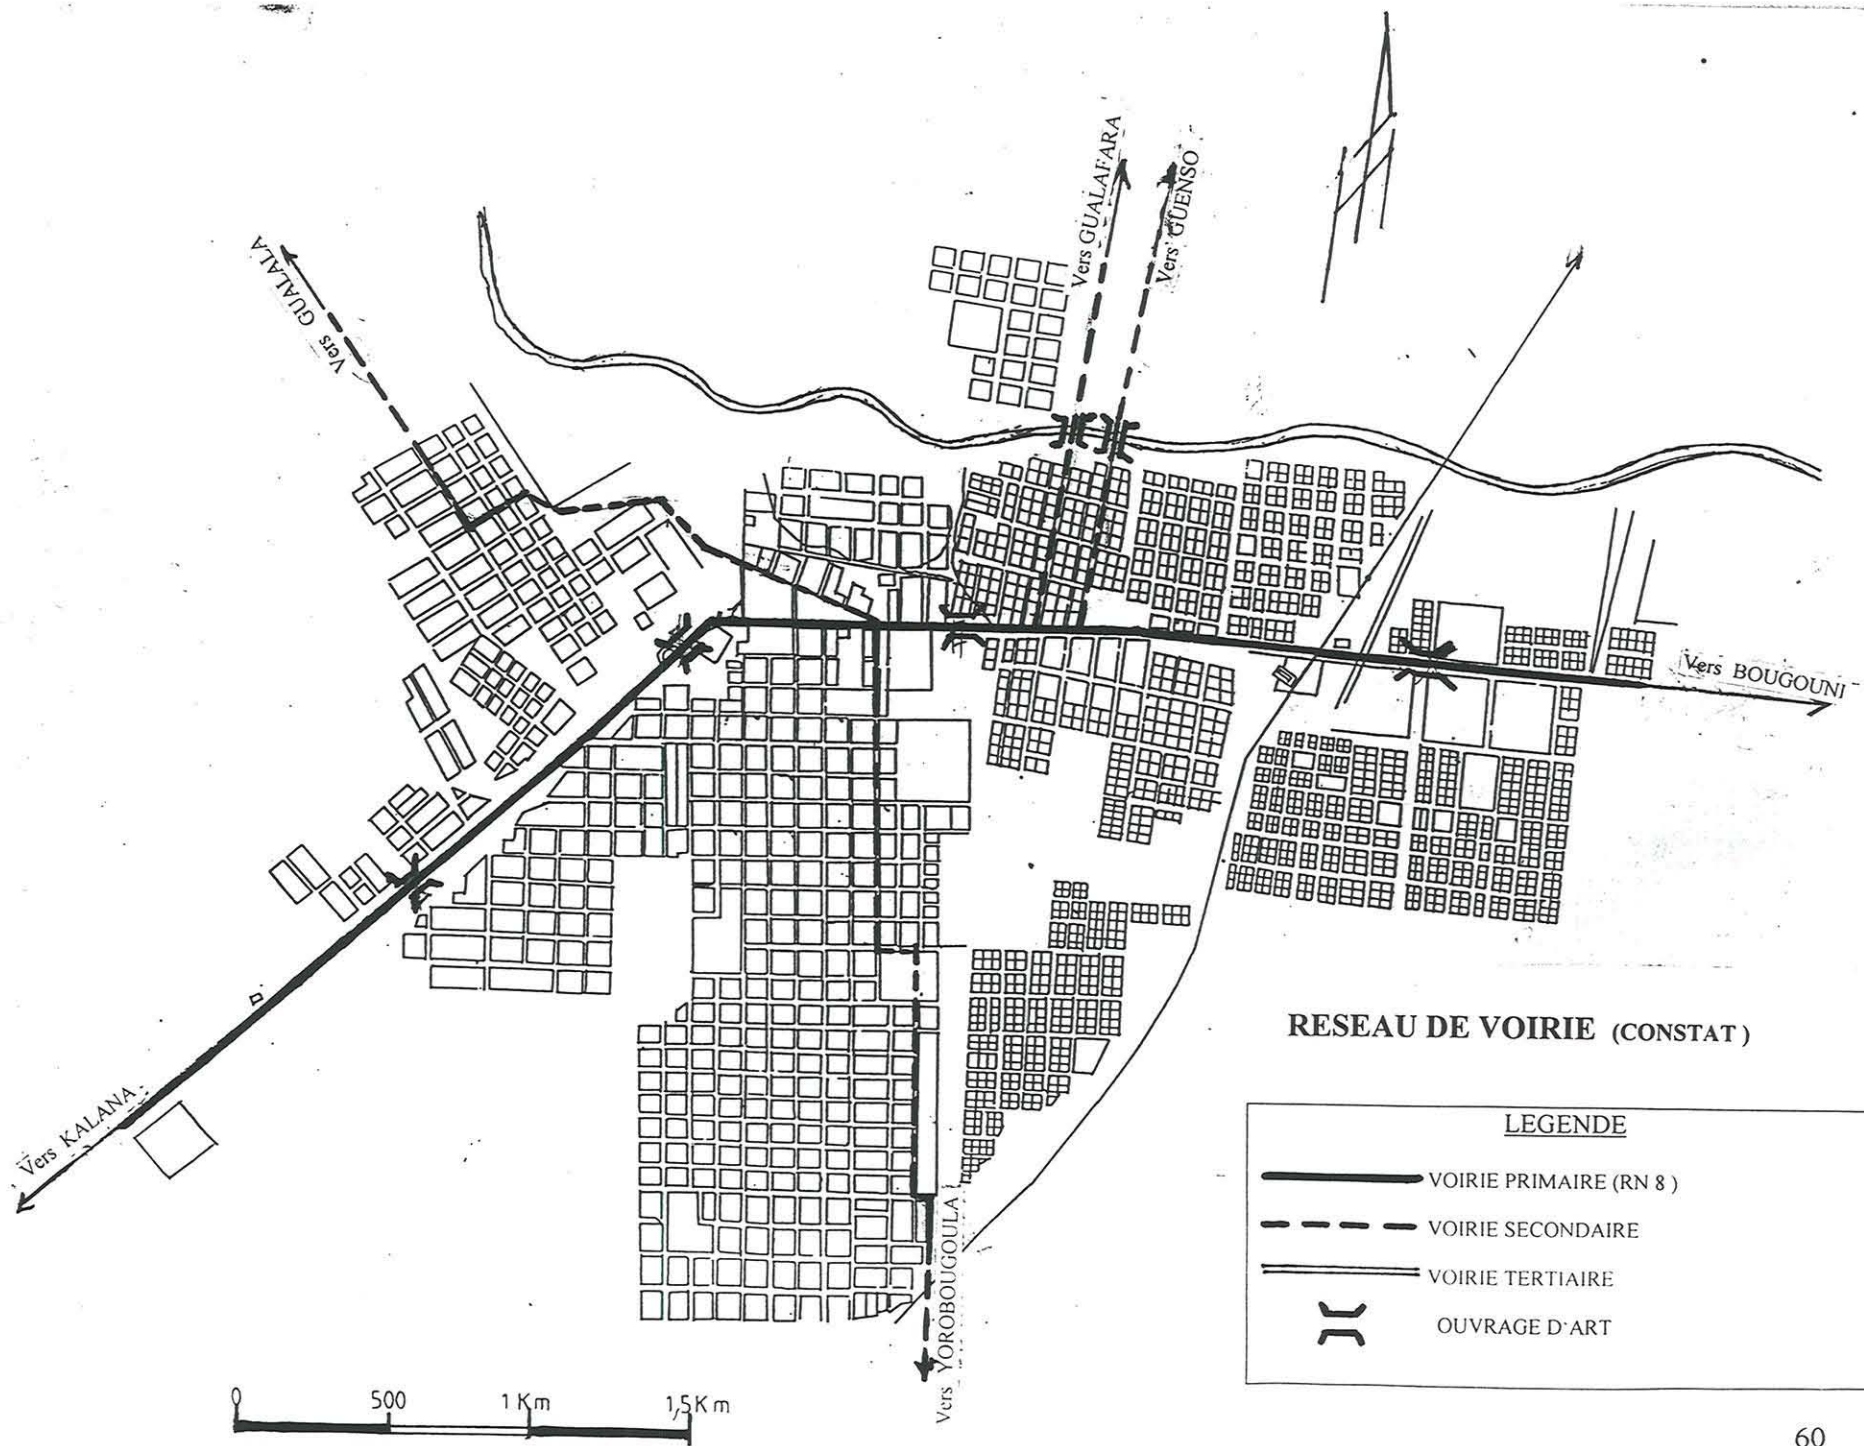 Vers GUALALA
Vers GUALAFARA
Vers GUENSO
Vers BOUGOUNI
Vers KALANA
Vers YOROBOUGOULA
RESEAU DE VOIRIE (CONSTAT)
LEGENDE
VOIRIE PRIMAIRE (RN 8)
VOIRIE SECONDAIRE
VOIRIE TERTIAIRE
OUVRAGE D'ART
0 500 1 Km 1,5Km
60